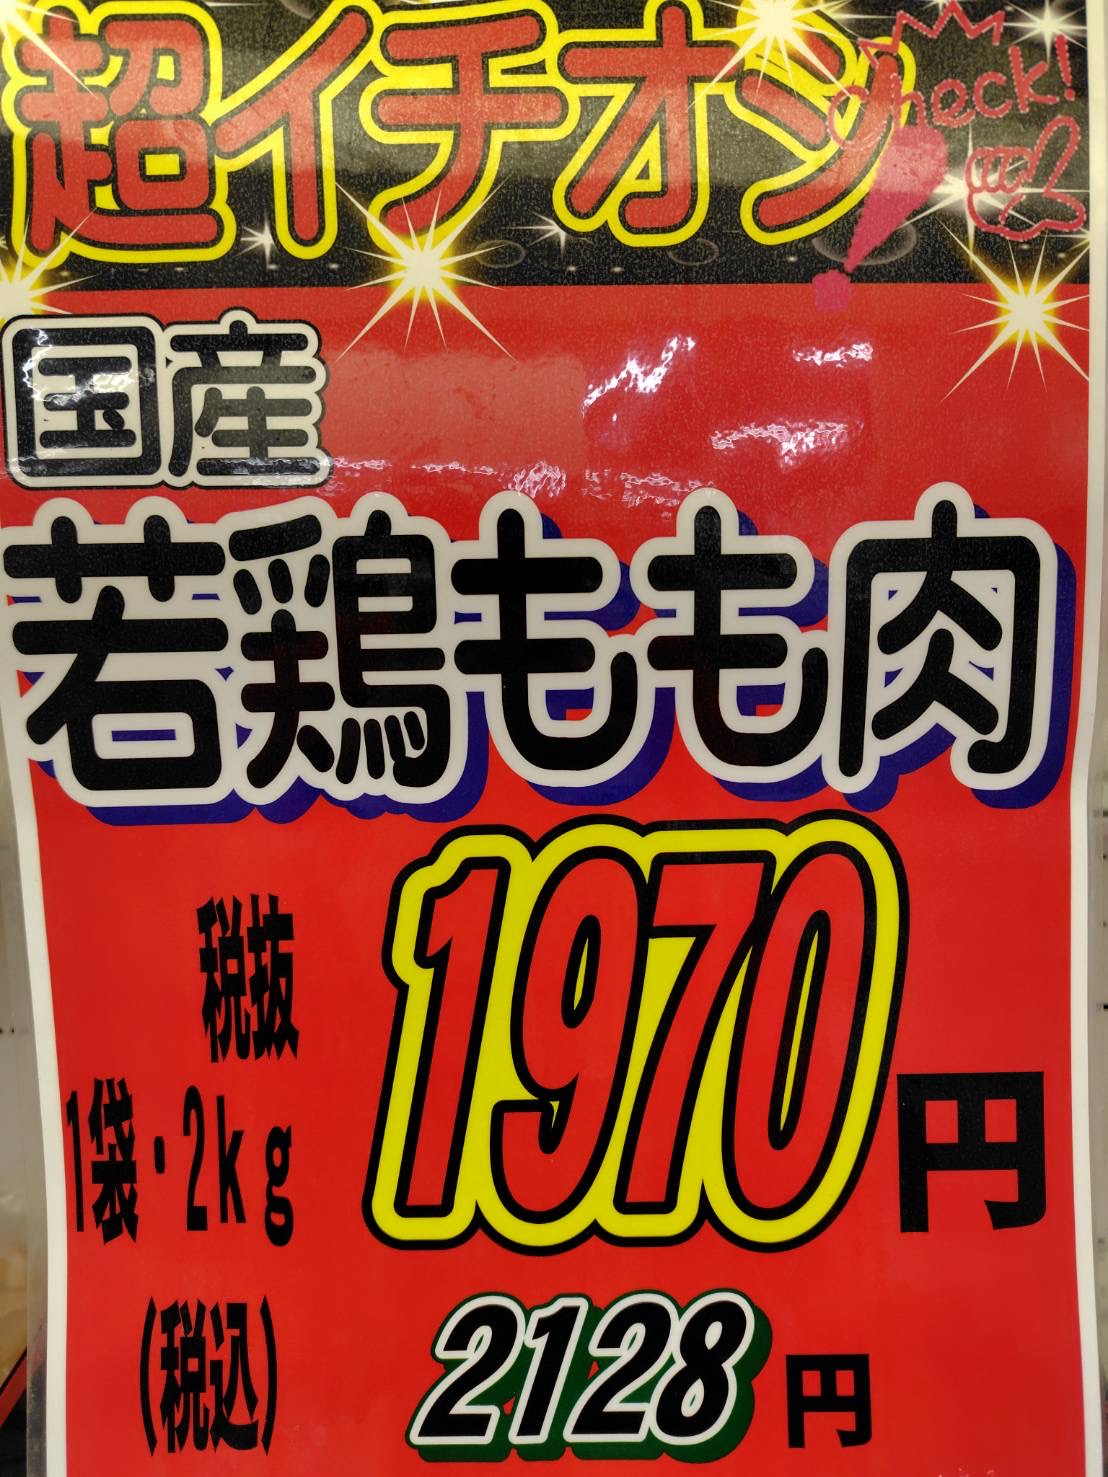 超イチオシ!
check!
国産
若鶏もも肉
税抜
1袋・2kg
1970円
(税込)
2128円